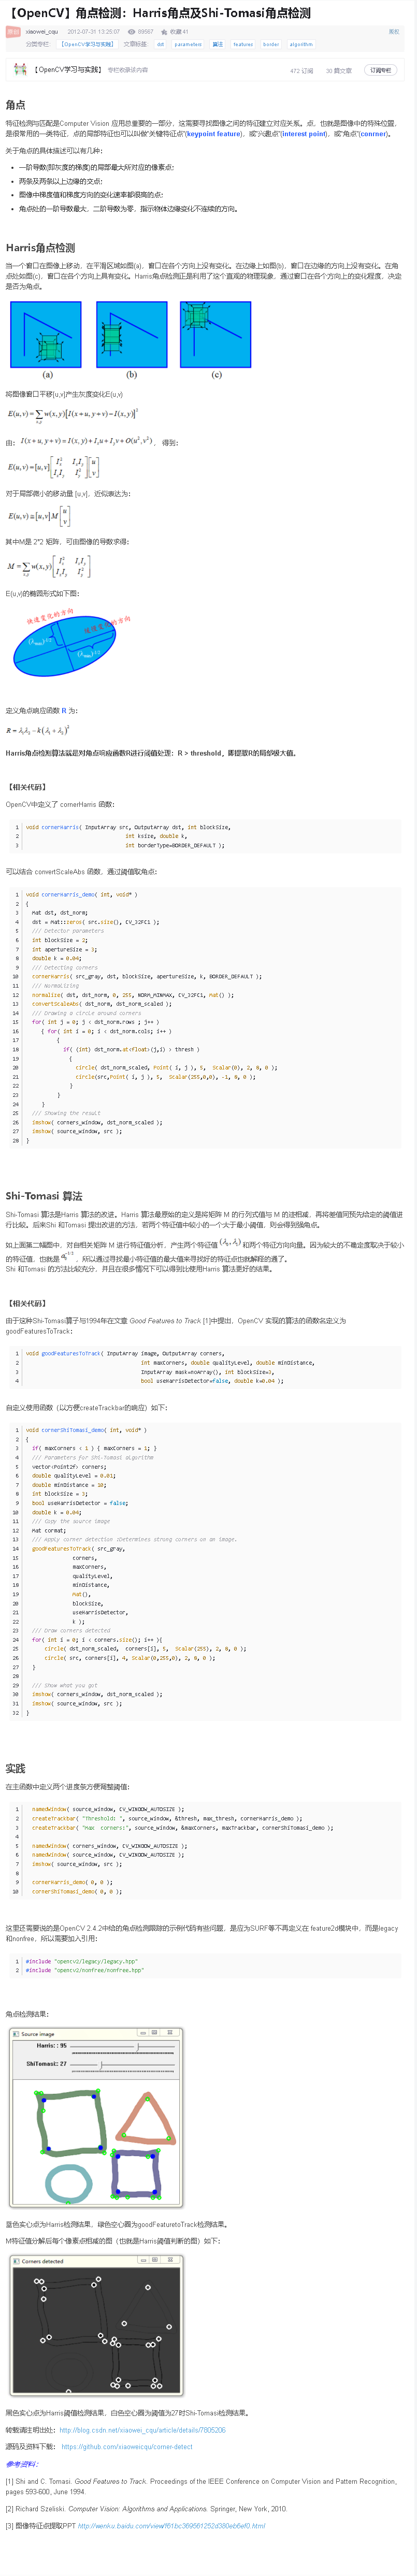 【OpenCV】角点检测：Harris角点及Shi-Tomasi角点检测
原创 xiaowei_cqu 2012-07-31 13:25:07 89567 收藏 41 版权
分类专栏： 【OpenCV学习与实践】 文章标签： dst parameters 算法 features border algorithm
【OpenCV学习与实践】 专栏收录该内容 472 订阅 30 篇文章 订阅专栏
角点
特征检测与匹配是Computer Vision 应用总重要的一部分，这需要寻找图像之间的特征建立对应关系。点，也就是图像中的特殊位置，
是很常用的一类特征，点的局部特征也可以叫做“关键特征点”(keypoint feature)，或“兴趣点”(interest point)，或“角点”(conrner)。
关于角点的具体描述可以有几种：
一阶导数(即灰度的梯度)的局部最大所对应的像素点；
两条及两条以上边缘的交点；
图像中梯度值和梯度方向的变化速率都很高的点；
角点处的一阶导数最大，二阶导数为零，指示物体边缘变化不连续的方向。
Harris角点检测
当一个窗口在图像上移动，在平滑区域如图(a)，窗口在各个方向上没有变化。在边缘上如图(b)，窗口在边缘的方向上没有变化。在角
点处如图(c)，窗口在各个方向上具有变化。Harris角点检测正是利用了这个直观的物理现象，通过窗口在各个方向上的变化程度，决定
是否为角点。
(a) (b) (c)
将图像窗口平移[u,v]产生灰度变化E(u,v)
E(u,v)=∑w(x,y)[I(x+u,y+v)−I(x,y)]²
由：I(x+u,y+v)=I(x,y)+Ixu+Iyv+O(u²,v²)，得到：
E(u,v)=[u,v][Ix² IxIy IxIy Iy²][u v]
对于局部微小的移动量 [u,v]，近似表达为：
E(u,v)≅[u,v]M[u v]
其中M是 2*2 矩阵，可由图像的导数求得：
M=∑w(x,y)[Ix² IxIy IxIy Iy²]
E(u,v)的椭圆形式如下图：
快速变化的方向
(λmax)-1/2
(λmin)-1/2
定义角点响应函数 R 为：
R=λ1λ2−k(λ1+λ2)²
Harris角点检测算法就是对角点响应函数R进行阈值处理：R > threshold，即提取R的局部极大值。
【相关代码】
OpenCV中定义了 cornerHarris 函数：
1 void cornerHarris( InputArray src, OutputArray dst, int blockSize,
2 int ksize, double k,
3 int borderType=BORDER_DEFAULT );
可以结合 convertScaleAbs 函数，通过阈值取角点：
1 void cornerHarris_demo( int, void* )
2 {
3 Mat dst, dst_norm;
4 dst = Mat::zeros( src.size(), CV_32FC1 );
5 /// Detector parameters
6 int blockSize = 2;
7 int apertureSize = 3;
8 double k = 0.04;
9 /// Detecting corners
10 cornerHarris( src_gray, dst, blockSize, apertureSize, k, BORDER_DEFAULT );
11 /// Normalizing
12 normalize( dst, dst_norm, 0, 255, NORM_MINMAX, CV_32FC1, Mat() );
13 convertScaleAbs( dst_norm, dst_norm_scaled );
14 /// Drawing a circle around corners
15 for( int j = 0; j < dst_norm.rows ; j++ )
16 { for( int i = 0; i < dst_norm.cols; i++ )
17 {
18 if( (int) dst_norm.at<float>(j,i) > thresh )
19 {
20 circle( dst_norm_scaled, Point( i, j ), 5, Scalar(0), 2, 8, 0 );
21 circle(src,Point( i, j ), 5, Scalar(255,0,0), -1, 8, 0 );
22 }
23 }
24 }
25 /// Showing the result
26 imshow( corners_window, dst_norm_scaled );
27 imshow( source_window, src );
28 }
Shi-Tomasi 算法
Shi-Tomasi 算法是Harris 算法的改进。Harris 算法最原始的定义是将矩阵 M 的行列式值与 M 的迹相减，再将差值同预先给定的阈值进
行比较。后来Shi 和Tomasi 提出改进的方法，若两个特征值中较小的一个大于最小阈值，则会得到强角点。
如上面第二幅图中，对自相关矩阵 M 进行特征值分析，产生两个特征值(λ0,λ1)和两个特征方向向量。因为较大的不确定度取决于较小
的特征值，也就是a0-1/2，所以通过寻找最小特征值的最大值来寻找好的特征点也就解释的通了。
Shi 和Tomasi 的方法比较充分，并且在很多情况下可以得到比使用Harris 算法更好的结果。
【相关代码】
由于这种Shi-Tomasi算子与1994年在文章 Good Features to Track [1]中提出，OpenCV 实现的算法的函数名定义为
goodFeaturesToTrack：
1 void goodFeaturesToTrack( InputArray image, OutputArray corners,
2 int maxCorners, double qualityLevel, double minDistance,
3 InputArray mask=noArray(), int blockSize=3,
4 bool useHarrisDetector=false, double k=0.04 );
自定义使用函数（以方便createTrackbar的响应）如下：
1 void cornerShiTomasi_demo( int, void* )
2 {
3 if( maxCorners < 1 ) { maxCorners = 1; }
4 /// Parameters for Shi-Tomasi algorithm
5 vector<Point2f> corners;
6 double qualityLevel = 0.01;
7 double minDistance = 10;
8 int blockSize = 3;
9 bool useHarrisDetector = false;
10 double k = 0.04;
11 /// Copy the source image
12 Mat cormat;
13 /// Apply corner detection :Determines strong corners on an image.
14 goodFeaturesToTrack( src_gray,
15 corners,
16 maxCorners,
17 qualityLevel,
18 minDistance,
19 Mat(),
20 blockSize,
21 useHarrisDetector,
22 k );
23 /// Draw corners detected
24 for( int i = 0; i < corners.size(); i++ ){
25 circle( dst_norm_scaled, corners[i], 5, Scalar(255), 2, 8, 0 );
26 circle( src, corners[i], 4, Scalar(0,255,0), 2, 8, 0 );
27 }
28
29 /// Show what you got
30 imshow( corners_window, dst_norm_scaled );
31 imshow( source_window, src );
32 }
实践
在主函数中定义两个进度条方便调整阈值：
1 namedWindow( source_window, CV_WINDOW_AUTOSIZE );
2 createTrackbar( "Threshold: ", source_window, &thresh, max_thresh, cornerHarris_demo );
3 createTrackbar( "Max corners:", source_window, &maxCorners, maxTrackbar, cornerShiTomasi_demo );
4
5 namedWindow( corners_window, CV_WINDOW_AUTOSIZE );
6 namedWindow( source_window, CV_WINDOW_AUTOSIZE );
7 imshow( source_window, src );
8
9 cornerHarris_demo( 0, 0 );
10 cornerShiTomasi_demo( 0, 0 );
这里还需要说的是OpenCV 2.4.2中给的角点检测跟踪的示例代码有些问题，是应为SURF等不再定义在 feature2d模块中，而是legacy
和nonfree，所以需要加入引用：
1 #include "opencv2/legacy/legacy.hpp"
2 #include "opencv2/nonfree/nonfree.hpp"
角点检测结果：
Source image
Harris: : 95
ShiTomasi:: 27
蓝色实心点为Harris检测结果，绿色空心圆为goodFeaturetoTrack检测结果。
M特征值分解后每个像素点相减的图（也就是Harris阈值判断的图）如下：
Corners detected
黑色实心点为Harris阈值检测结果，白色空心圆为阈值为27时Shi-Tomasi检测结果。
转载请注明出处：http://blog.csdn.net/xiaowei_cqu/article/details/7805206
源码及资料下载： https://github.com/xiaoweicqu/corner-detect
参考资料：
[1] Shi and C. Tomasi. Good Features to Track. Proceedings of the IEEE Conference on Computer Vision and Pattern Recognition,
pages 593-600, June 1994.
[2] Richard Szeliski. Computer Vision: Algorithms and Applications. Springer, New York, 2010.
[3] 图像特征点提取PPT http://wenku.baidu.com/view/f61bc369561252d380eb6ef0.html